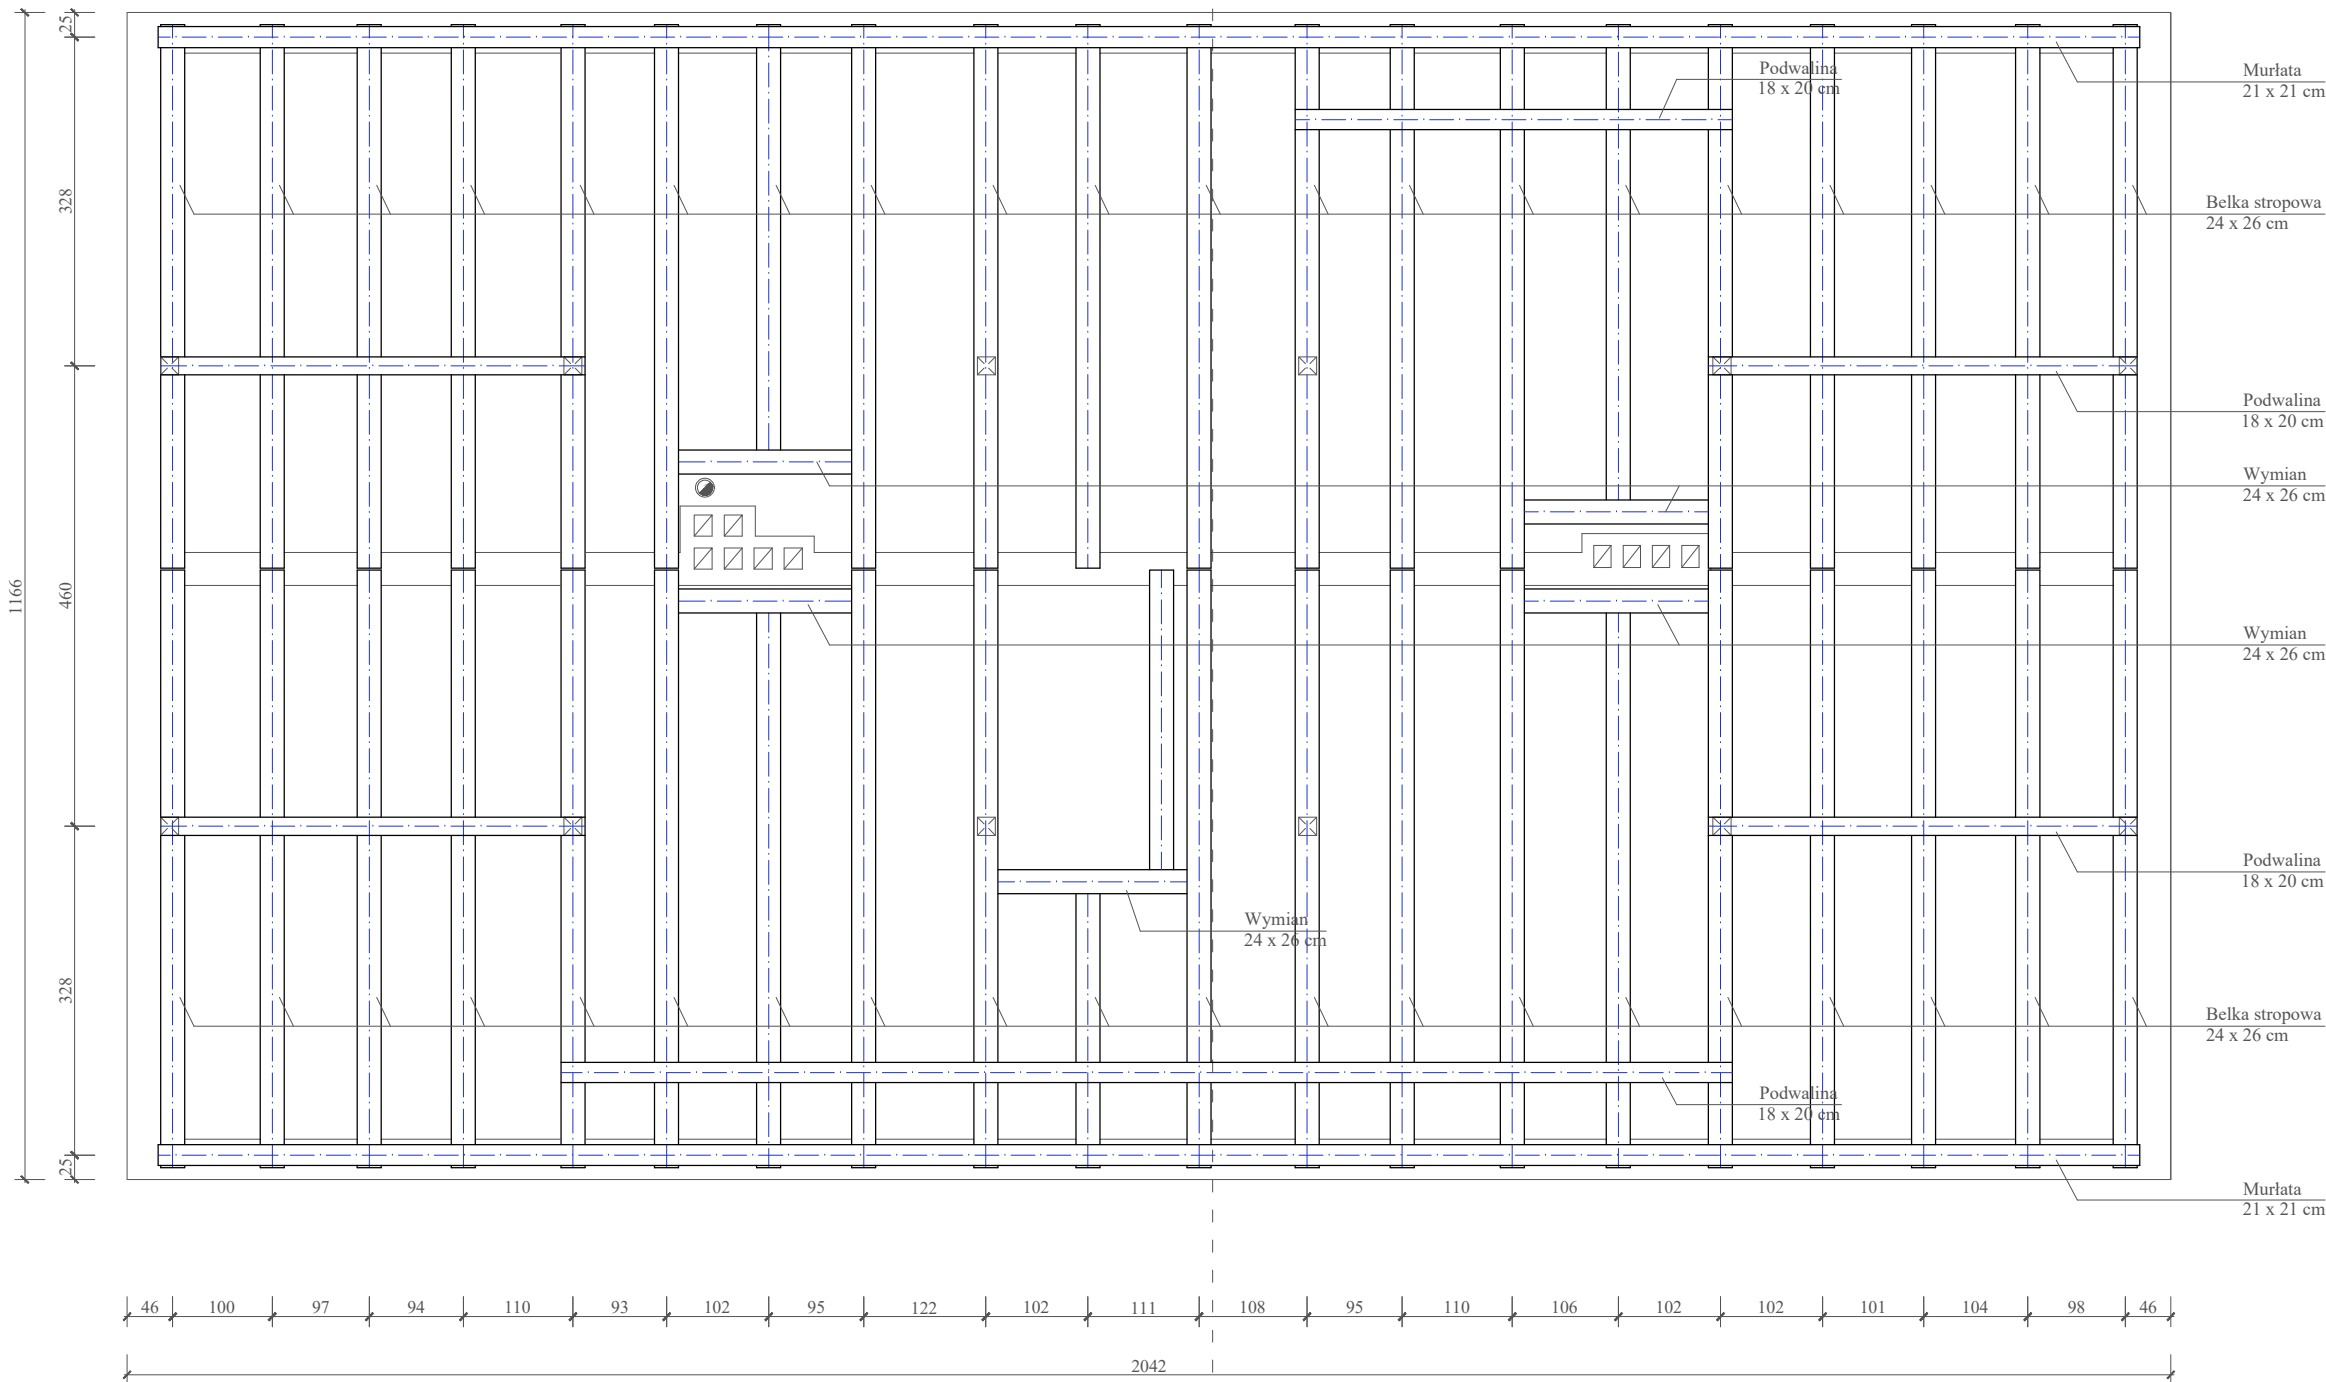 25
Podwalina
18 x 20 cm
Murłata
21 x 21 cm
328
Belka stropowa
24 x 26 cm
Podwalina
18 x 20 cm
Wymian
24 x 26 cm
1166
460
Wymian
24 x 26 cm
Podwalina
18 x 20 cm
Wymian
24 x 26 cm
328
Belka stropowa
24 x 26 cm
Podwalina
18 x 20 cm
25
Murłata
21 x 21 cm
46 100 97 94 110 93 102 95 122 102 111 108 95 110 106 102 102 101 104 98 46
2042